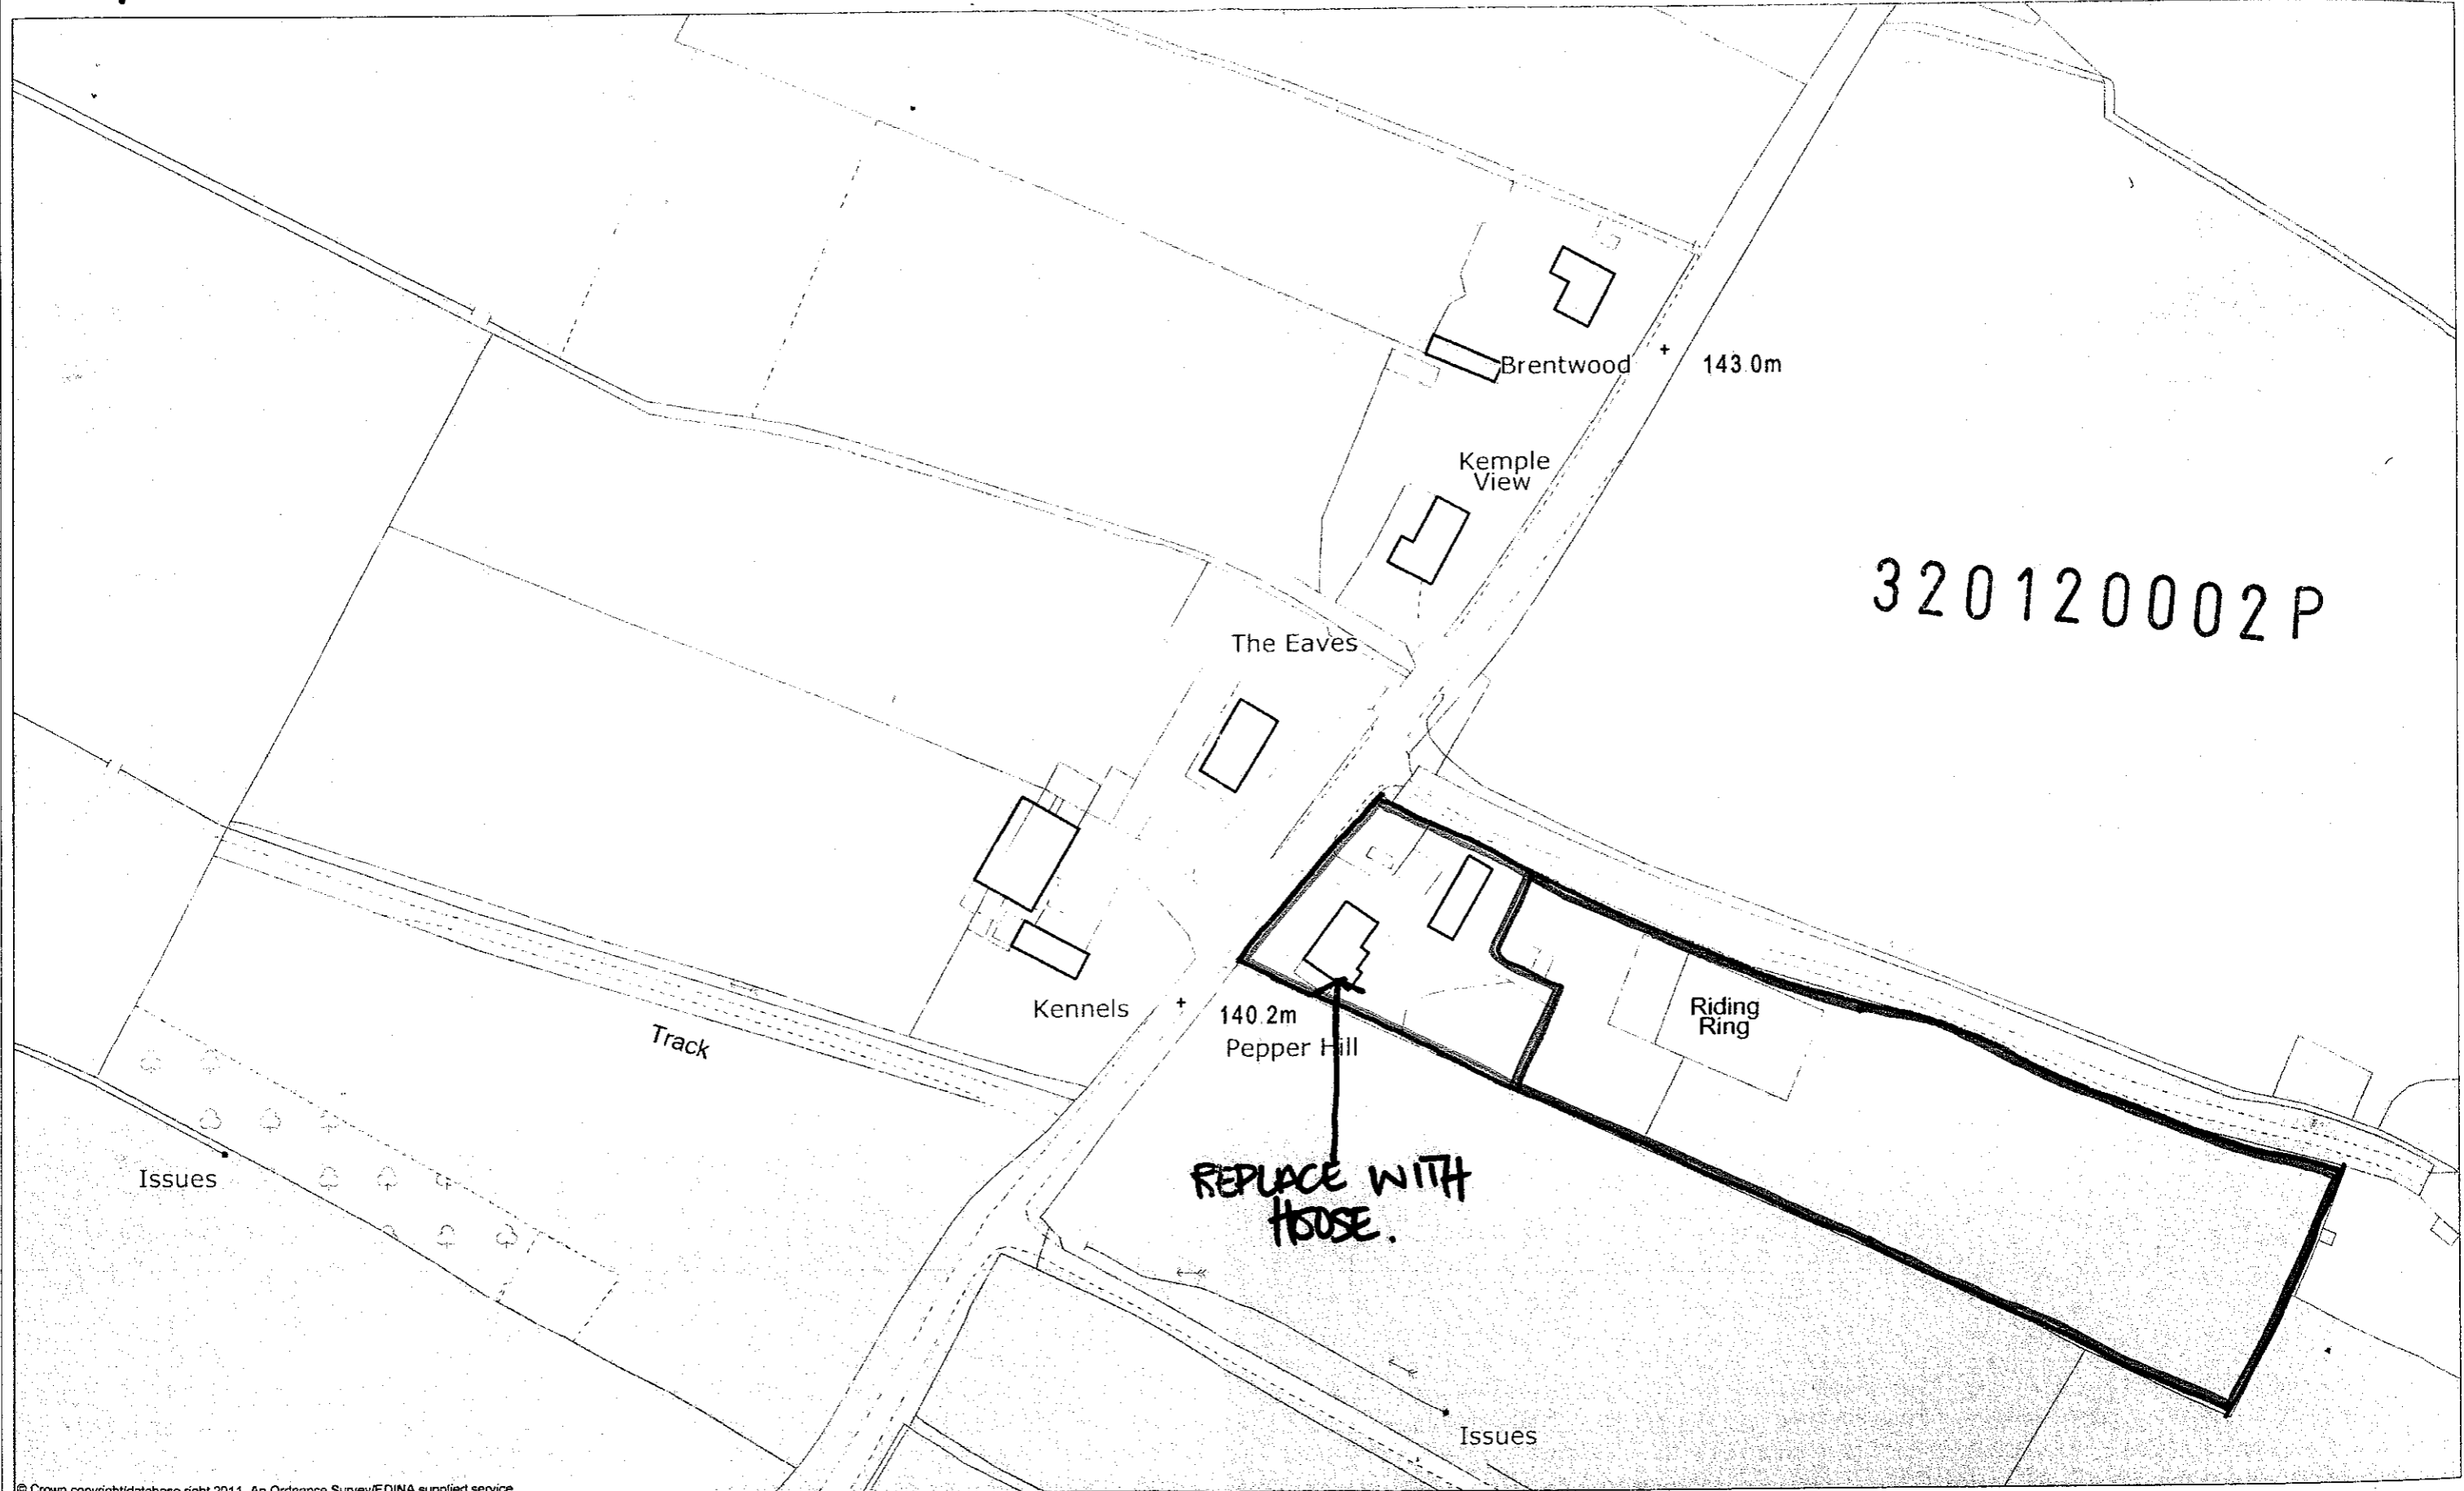 Brentwood
143.0m
Kemple
View
320120002P
The Eaves
Riding
Ring
Kennels
140.2m
Pepper Hill
Track
Issues
REPLACE WITH
HOUSE.
Issues
© Crown copyright/database right 2011. An Ordnance Survey/EDINA supplied service